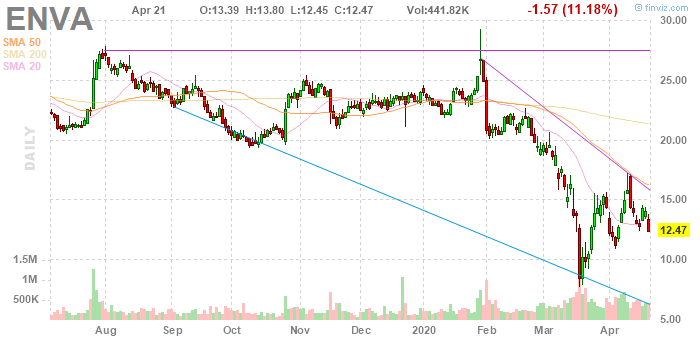 ENVA Apr 21 O:13.39 H:13.80 L:12.45 C:12.47 Vol:441.82K -1.57 (11.18%) © finviz.com
SMA 50
SMA 200
SMA 20
DAILY
30.00
25.00
20.00
15.00
12.47
10.00
5.00
1.5M
1M
500K
Aug Sep Oct Nov Dec 2020 Feb Mar Apr